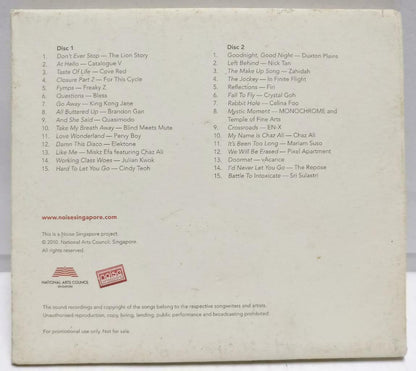 Disc 1
1. Don't Ever Stop — The Lion Story
2. At Hello — Catalogue V
3. Taste Of Life — Cove Red
4. Closure Part 2 — For This Cycle
5. Fymps — Freaky Z
6. Questions — Blissa
7. Go Away — King Kong Jane
8. All Buttered Up — Brandon Gan
9. And She Said — Quasimodo
10. Take My Breath Away — Blind Meets Mute
11. Love Wonderland — Pervy Boy
12. Damn This Disco — Elektone
13. Like Me — Miskt Efa featuring Chaz Ali
14. Working Class Woes — Julian Kwok
15. Hard To Let You Go — Cindy Teoh
Disc 2
1. Goodnight, Good Night — Duxton Plains
2. Left Behind — Nick Tan
3. The Make Up Song — Zahidah
4. The Jockey — In Finite Flight
5. Reflections — Firi
6. Fall To Fly — Crystal Goh
7. Rabbit Hole — Celina Foo
8. Mystic Moment — MONOCHROME and
Temple of Fine Arts
9. Crossroads — EN-X
10. My Name is Chaz Ali — Chaz Ali
11. It's Been Too Long — Mariam Suso
12. We Will Be Erased — Pixel Apartment
13. Doormat — vAcance
14. I'd Never Let You Go — The Repose
15. Battle To Intoxicate — Sri Sulastri
www.noisesingapore.com
This is a Noise Singapore project.
© 2010. National Arts Council. Singapore.
All rights reserved.
NATIONAL ARTS COUNCIL
SINGAPORE
noise
The sound recordings and copyright of the songs belong to the respective songwriters and artists.
Unauthorised reproduction, copy, hiring, lending, public performance and broadcasting prohibited.
For promotional use only. Not for sale.